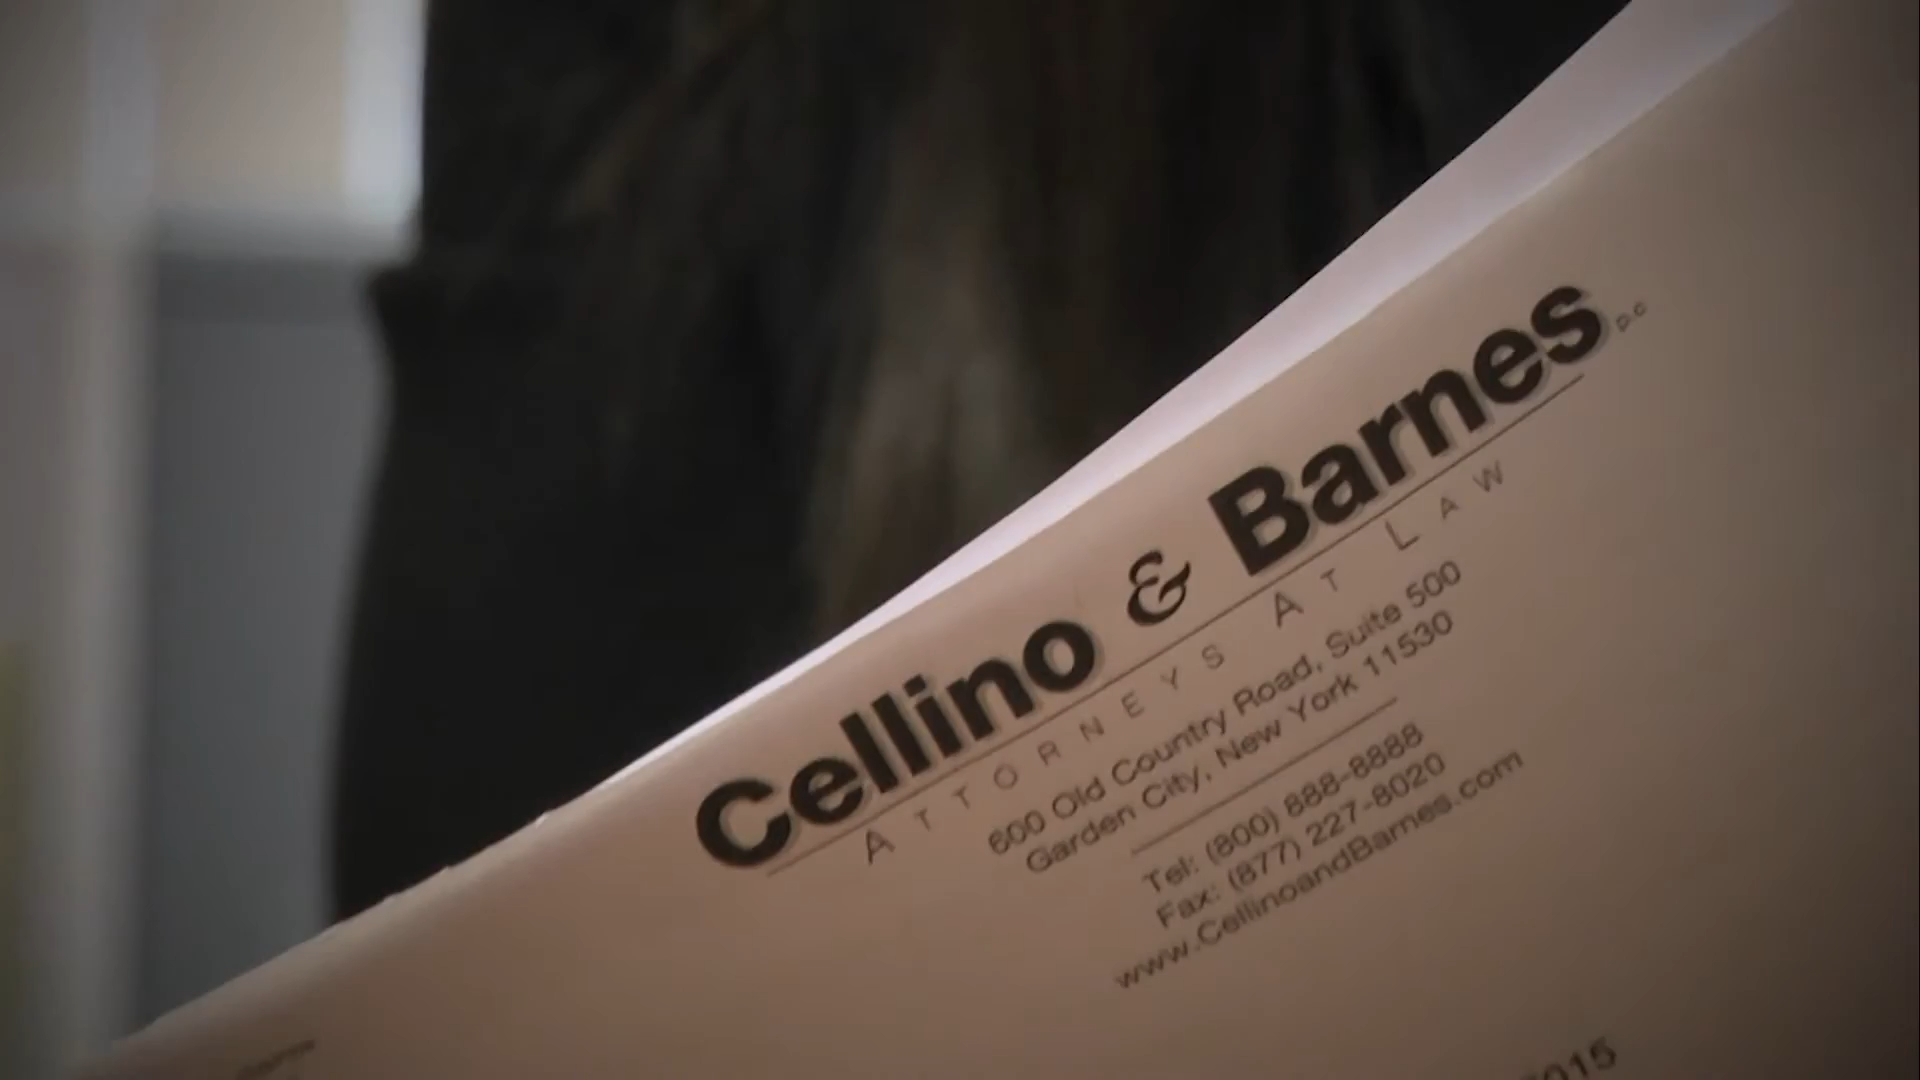 Cellino & Barnes P.C.
ATTORNEYS AT LAW
600 Old Country Road, Suite 500
Garden City, New York 11530
Tel: (800) 888-8888
Fax: (877) 227-8020
www.CellinoandBarnes.com